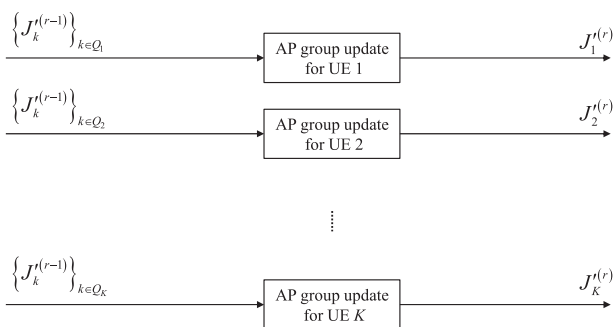 {J′_k^{(r−1)}}_{k∈Q_1} AP group update for UE 1 J′_1^{(r)}
{J′_k^{(r−1)}}_{k∈Q_2} AP group update for UE 2 J′_2^{(r)}
{J′_k^{(r−1)}}_{k∈Q_K} AP group update for UE K J′_K^{(r)}